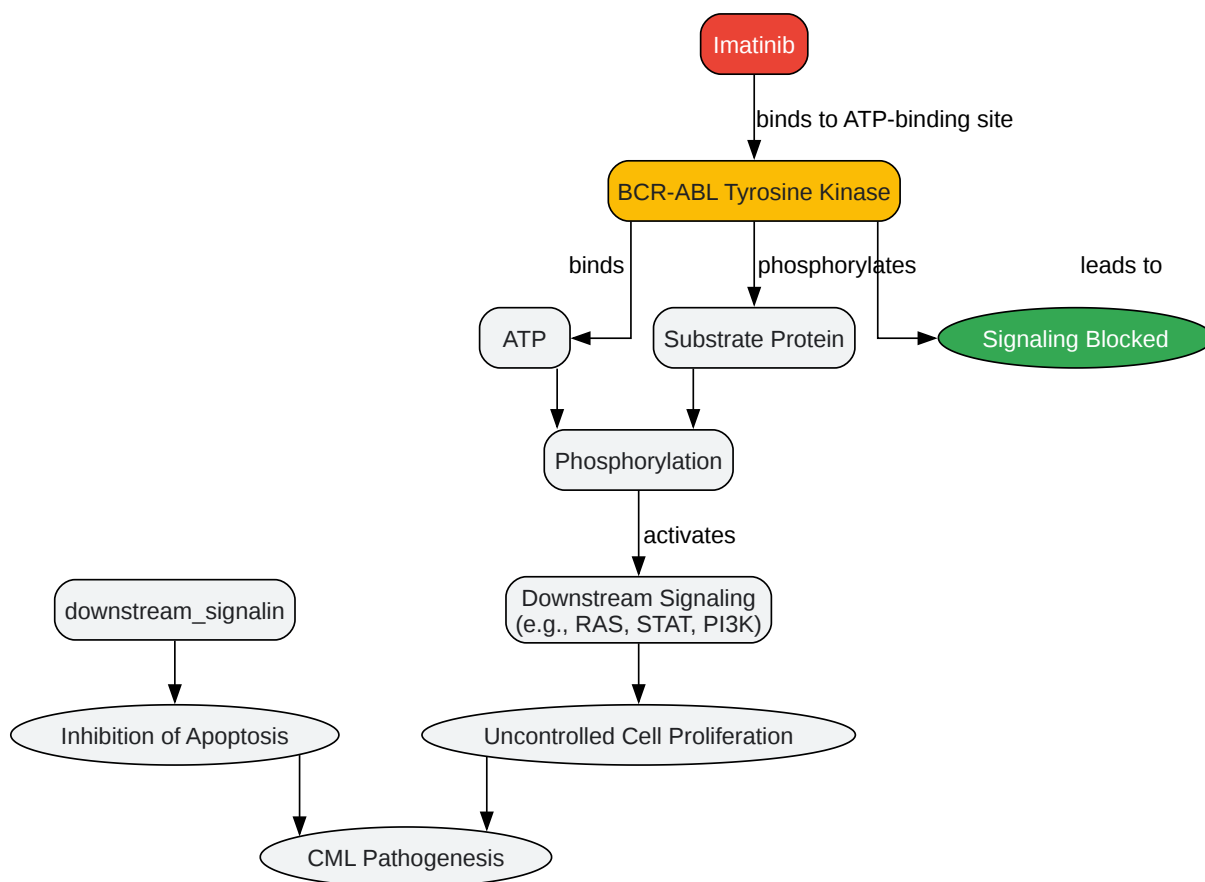 Imatinib
binds to ATP-binding site
BCR-ABL Tyrosine Kinase
binds
phosphorylates
leads to
ATP
Substrate Protein
Signaling Blocked
Phosphorylation
activates
downstream_signalin
Downstream Signaling
(e.g., RAS, STAT, PI3K)
Inhibition of Apoptosis
Uncontrolled Cell Proliferation
CML Pathogenesis